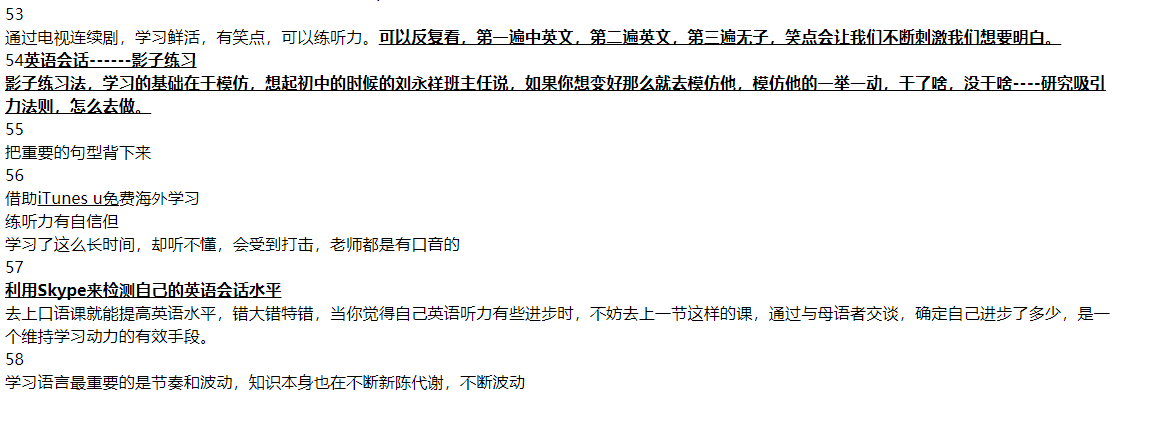 53
通过电视连续剧，学习鲜活，有笑点，可以练听力。可以反复看，第一遍中英文，第二遍英文，第三遍无子，笑点会让我们不断刺激我们想要明白。
54英语会话------影子练习
影子练习法，学习的基础在于模仿，想起初中的时候的刘永祥班主任说，如果你想变好那么就去模仿他，模仿他的一举一动，干了啥，没干啥----研究吸引
力法则，怎么去做。
55
把重要的句型背下来
56
借助iTunes u免费海外学习
练听力有自信但
学习了这么长时间，却听不懂，会受到打击，老师都是有口音的
57
利用Skype来检测自己的英语会话水平
去上口语课就能提高英语水平，错大错特错，当你觉得自己英语听力有些进步时，不妨去上一节这样的课，通过与母语者交谈，确定自己进步了多少，是一
个维持学习动力的有效手段。
58
学习语言最重要的是节奏和波动，知识本身也在不断新陈代谢，不断波动